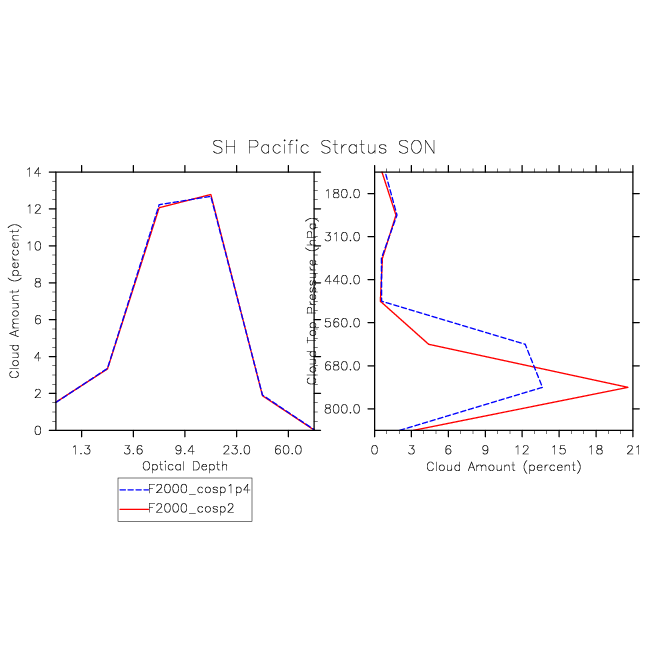 SH Pacific Stratus SON
Cloud Amount (percent)
14
12
10
8
6
4
2
0
1.3 3.6 9.4 23.0 60.0
Optical Depth
Cloud Top Pressure (hPa)
180.0
310.0
440.0
560.0
680.0
800.0
0 3 6 9 12 15 18 21
Cloud Amount (percent)
F2000_cosp1p4
F2000_cosp2